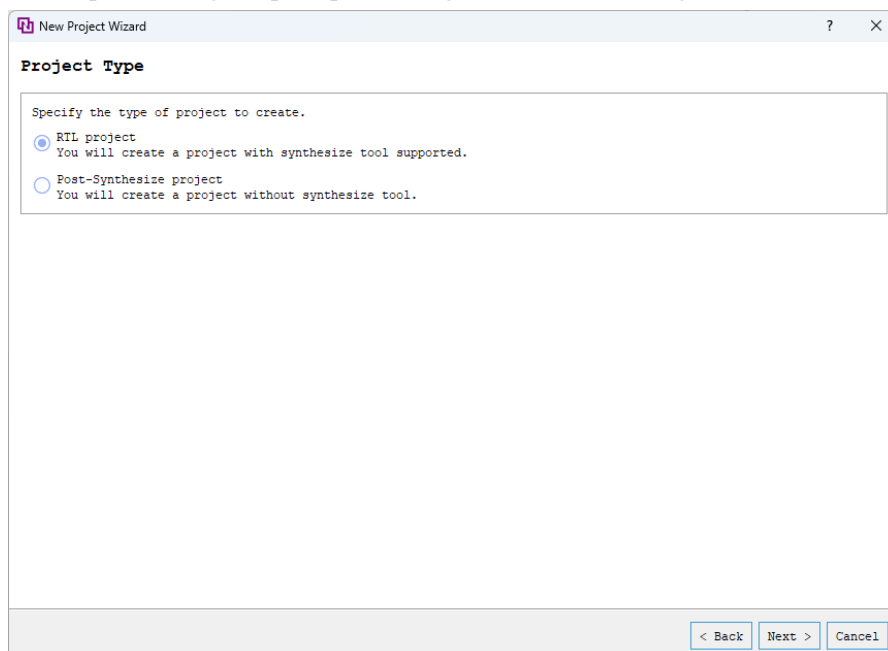 New Project Wizard
?
Project Type
Specify the type of project to create.
RTL project
You will create a project with synthesize tool supported.
Post-Synthesize project
You will create a project without synthesize tool.
< Back
Next >
Cancel